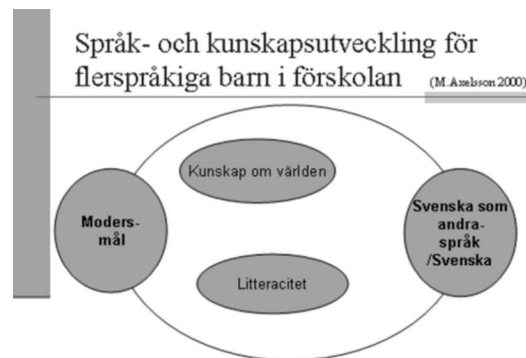 Språk- och kunskapsutveckling för
flerspråkiga barn i förskolan (M.Axelsson 2000)
Kunskap om världen
Moders-
mål
Svenska som
andra-
språk
/Svenska
Litteracitet